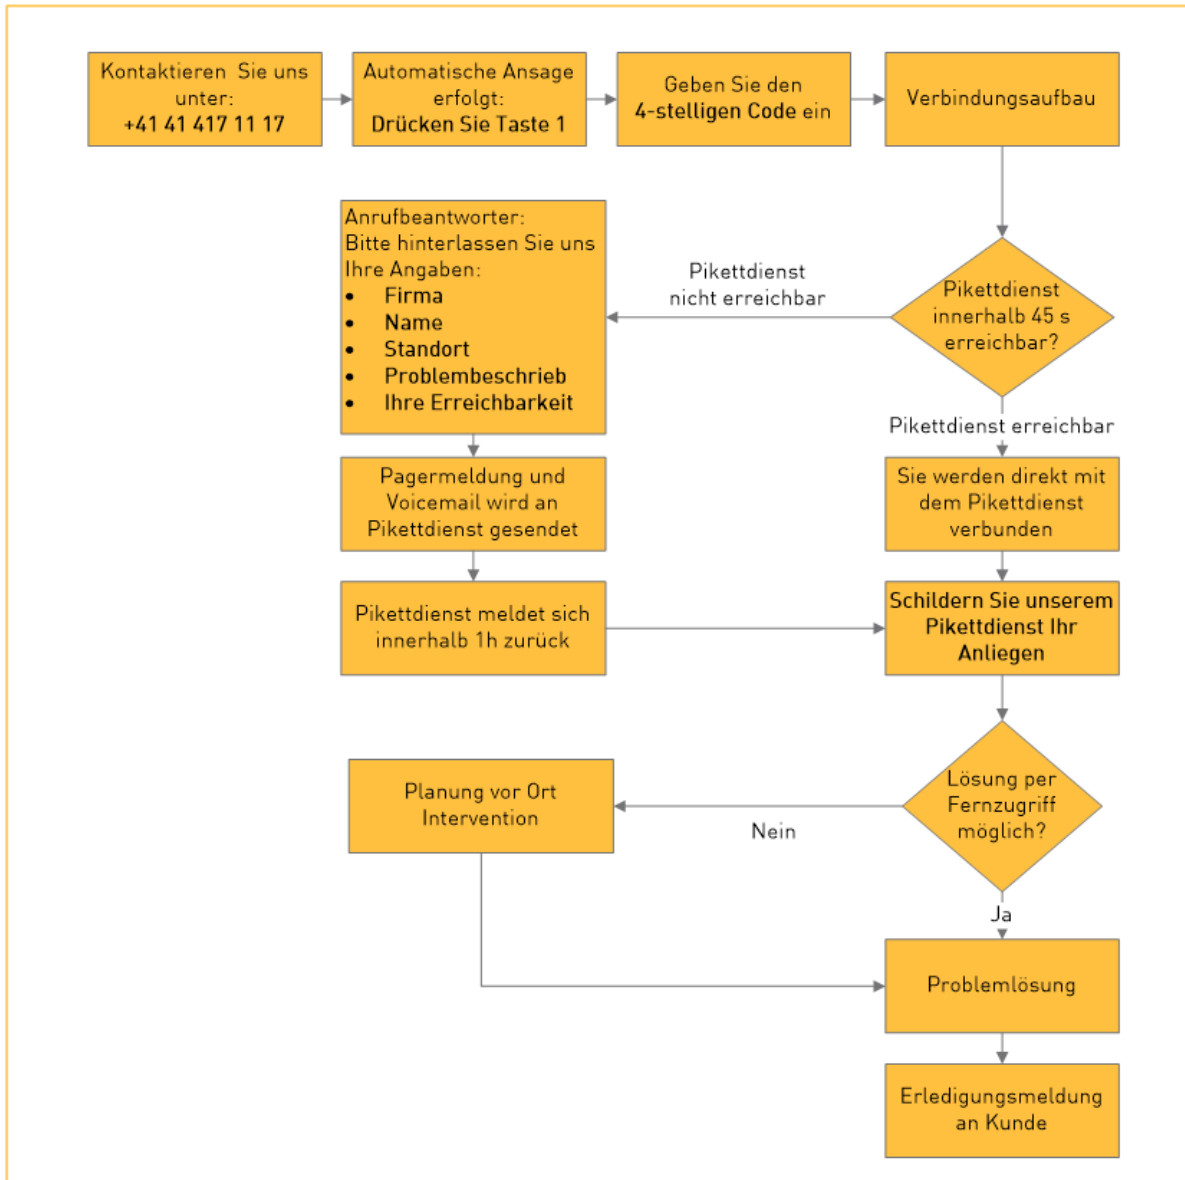 Kontaktieren Sie uns
unter:
+41 41 417 11 17
Automatische Ansage
erfolgt:
Drücken Sie Taste 1
Geben Sie den
4-stelligen Code ein
Verbindungsaufbau
Pikettdienst
innerhalb 45 s
erreichbar?
Pikettdienst
nicht erreichbar
Anrufbeantworter:
Bitte hinterlassen Sie uns
Ihre Angaben:
• Firma
• Name
• Standort
• Problembeschrieb
• Ihre Erreichbarkeit
Pikettdienst erreichbar
Pagermeldung und
Voicemail wird an
Pikettdienst gesendet
Sie werden direkt mit
dem Pikettdienst
verbunden
Pikettdienst meldet sich
innerhalb 1h zurück
Schildern Sie unserem
Pikettdienst Ihr
Anliegen
Lösung per
Fernzugriff
möglich?
Nein
Planung vor Ort
Intervention
Ja
Problemlösung
Erledigungsmeldung
an Kunde